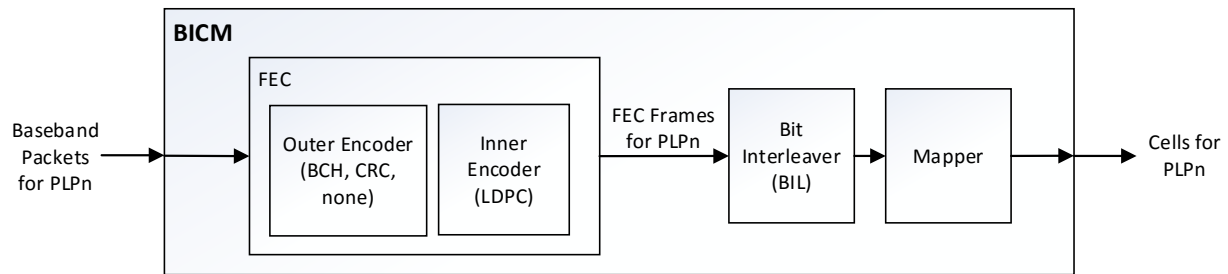 BICM
FEC
Baseband
Packets
for PLPn
Outer Encoder
(BCH, CRC,
none)
Inner
Encoder
(LDPC)
FEC Frames
for PLPn
Bit
Interleaver
(BIL)
Mapper
Cells for
PLPn